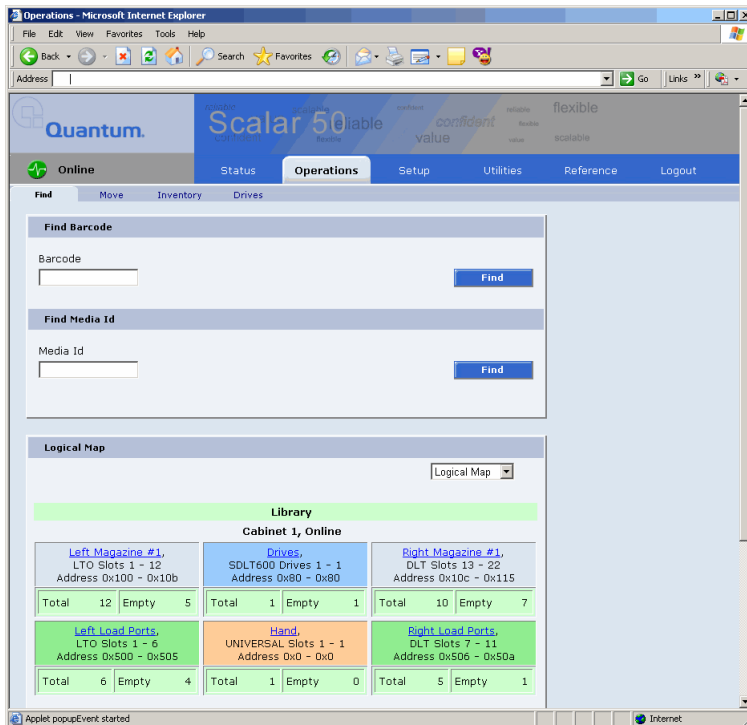 Operations - Microsoft Internet Explorer
File Edit View Favorites Tools Help
Back Search Favorites
Address Go Links »
Quantum.
Scalar 50
reliable
value
confident
reliable
flexible
value
scalable
Online Status Operations Setup Utilities Reference Logout
Find Move Inventory Drives
Find Barcode
Barcode
Find
Find Media Id
Media Id
Find
Logical Map
Logical Map
Library
Cabinet 1, Online
Left Magazine #1,
LTO Slots 1 - 12
Address 0x100 - 0x10b
Total 12 Empty 5
Drives,
SDLT600 Drives 1 - 1
Address 0x80 - 0x80
Total 1 Empty 1
Right Magazine #1,
DLT Slots 13 - 22
Address 0x10c - 0x115
Total 10 Empty 7
Left Load Ports,
LTO Slots 1 - 6
Address 0x500 - 0x505
Total 6 Empty 4
Hand,
UNIVERSAL Slots 1 - 1
Address 0x0 - 0x0
Total 1 Empty 0
Right Load Ports,
DLT Slots 7 - 11
Address 0x506 - 0x50a
Total 5 Empty 1
Applet popupEvent started Internet